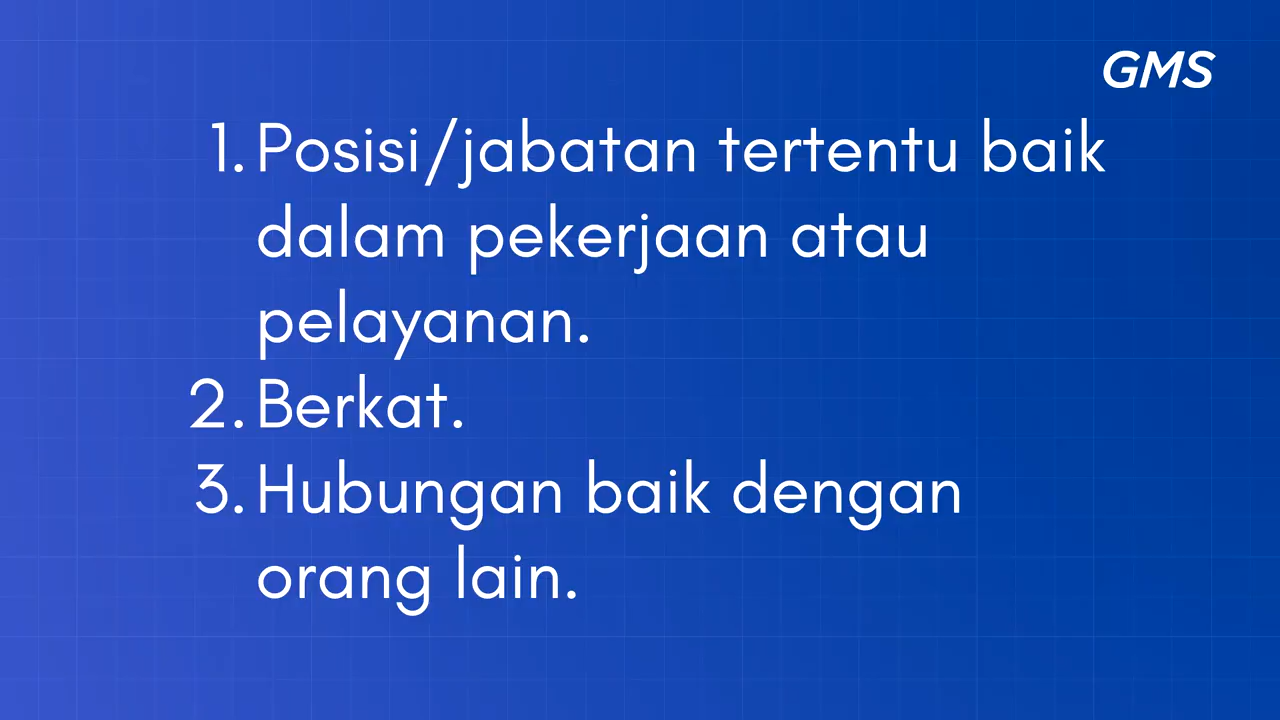 GMS
1. Posisi/jabatan tertentu baik
dalam pekerjaan atau
pelayanan.
2. Berkat.
3. Hubungan baik dengan
orang lain.